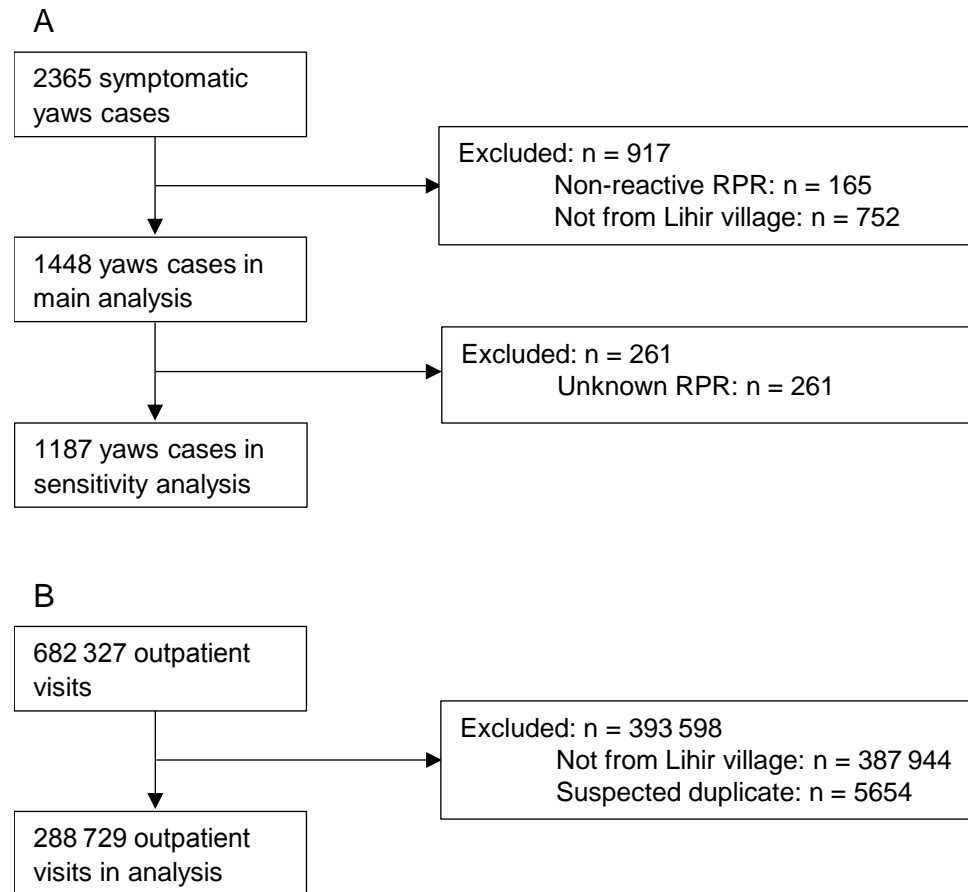 A
2365 symptomatic
yaws cases
Excluded: n = 917
Non-reactive RPR: n = 165
Not from Lihir village: n = 752
1448 yaws cases in
main analysis
Excluded: n = 261
Unknown RPR: n = 261
1187 yaws cases in
sensitivity analysis
B
682 327 outpatient
visits
Excluded: n = 393 598
Not from Lihir village: n = 387 944
Suspected duplicate: n = 5654
288 729 outpatient
visits in analysis